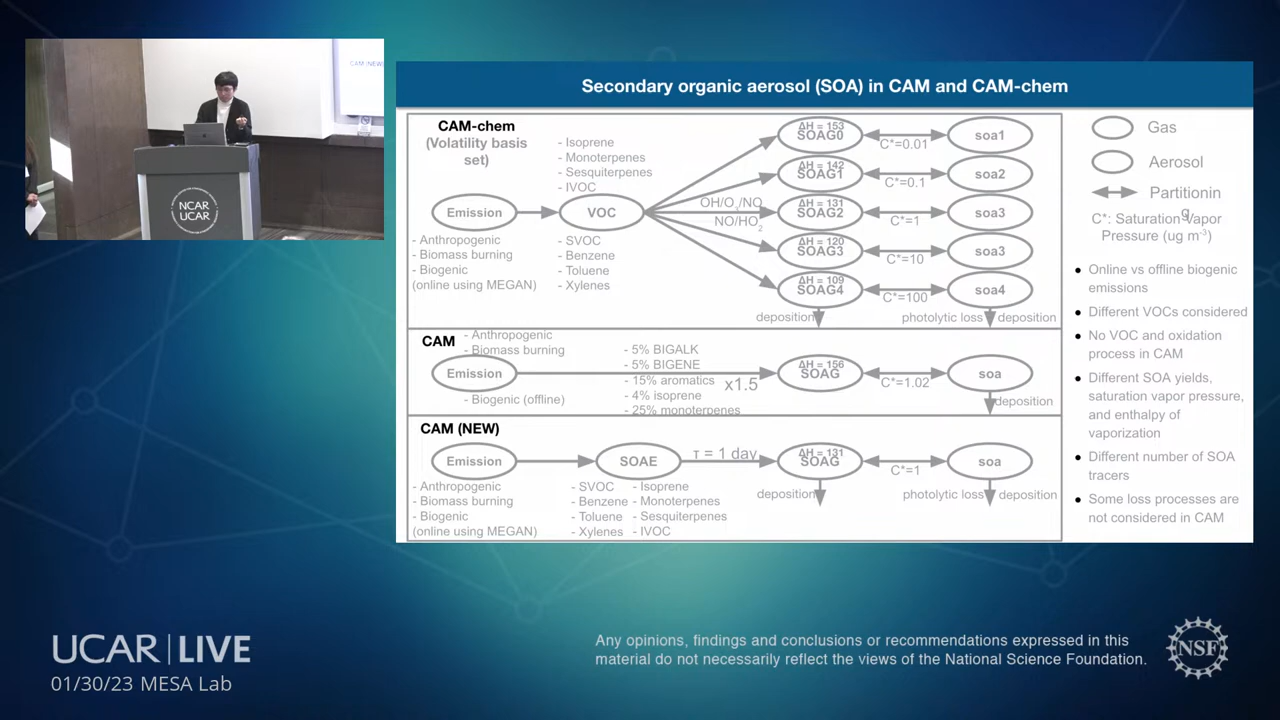 CAM (NEW)
NCAR
UCAR
Secondary organic aerosol (SOA) in CAM and CAM-chem
CAM-chem
(Volatility basis
set)
- Isoprene
- Monoterpenes
- Sesquiterpenes
- IVOC
Emission
VOC
- Anthropogenic
- Biomass burning
- Biogenic
(online using MEGAN)
- SVOC
- Benzene
- Toluene
- Xylenes
OH/O3/NO
NO/HO2
ΔH = 153
SOAG0
C*=0.01
soa1
ΔH = 142
SOAG1
C*=0.1
soa2
ΔH = 131
SOAG2
C*=1
soa3
ΔH = 120
SOAG3
C*=10
soa3
ΔH = 109
SOAG4
C*=100
soa4
deposition
photolytic loss
deposition
CAM
- Anthropogenic
- Biomass burning
Emission
- Biogenic (offline)
- 5% BIGALK
- 5% BIGENE
- 15% aromatics
- 4% isoprene
- 25% monoterpenes
x1.5
ΔH = 156
SOAG
C*=1.02
soa
deposition
CAM (NEW)
Emission
SOAE
τ = 1 day
ΔH = 131
SOAG
C*=1
soa
- Anthropogenic
- Biomass burning
- Biogenic
(online using MEGAN)
- SVOC
- Benzene
- Toluene
- Xylenes
- Isoprene
- Monoterpenes
- Sesquiterpenes
- IVOC
deposition
photolytic loss
deposition
Gas
Aerosol
Partitionin
g
C*: Saturation Vapor
Pressure (ug m-3)
• Online vs offline biogenic
emissions
• Different VOCs considered
• No VOC and oxidation
process in CAM
• Different SOA yields,
saturation vapor pressure,
and enthalpy of
vaporization
• Different number of SOA
tracers
• Some loss processes are
not considered in CAM
UCAR | LIVE
01/30/23 MESA Lab
Any opinions, findings and conclusions or recommendations expressed in this
material do not necessarily reflect the views of the National Science Foundation.
NSF